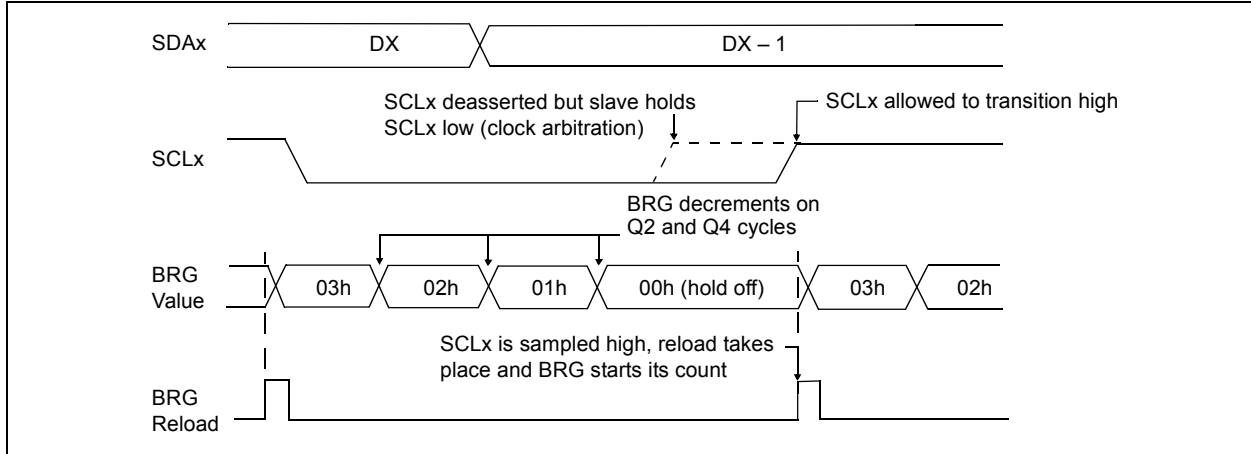 SDAx
DX
DX – 1
SCLx deasserted but slave holds
SCLx low (clock arbitration)
SCLx allowed to transition high
SCLx
BRG decrements on
Q2 and Q4 cycles
BRG
Value
03h
02h
01h
00h (hold off)
03h
02h
SCLx is sampled high, reload takes
place and BRG starts its count
BRG
Reload